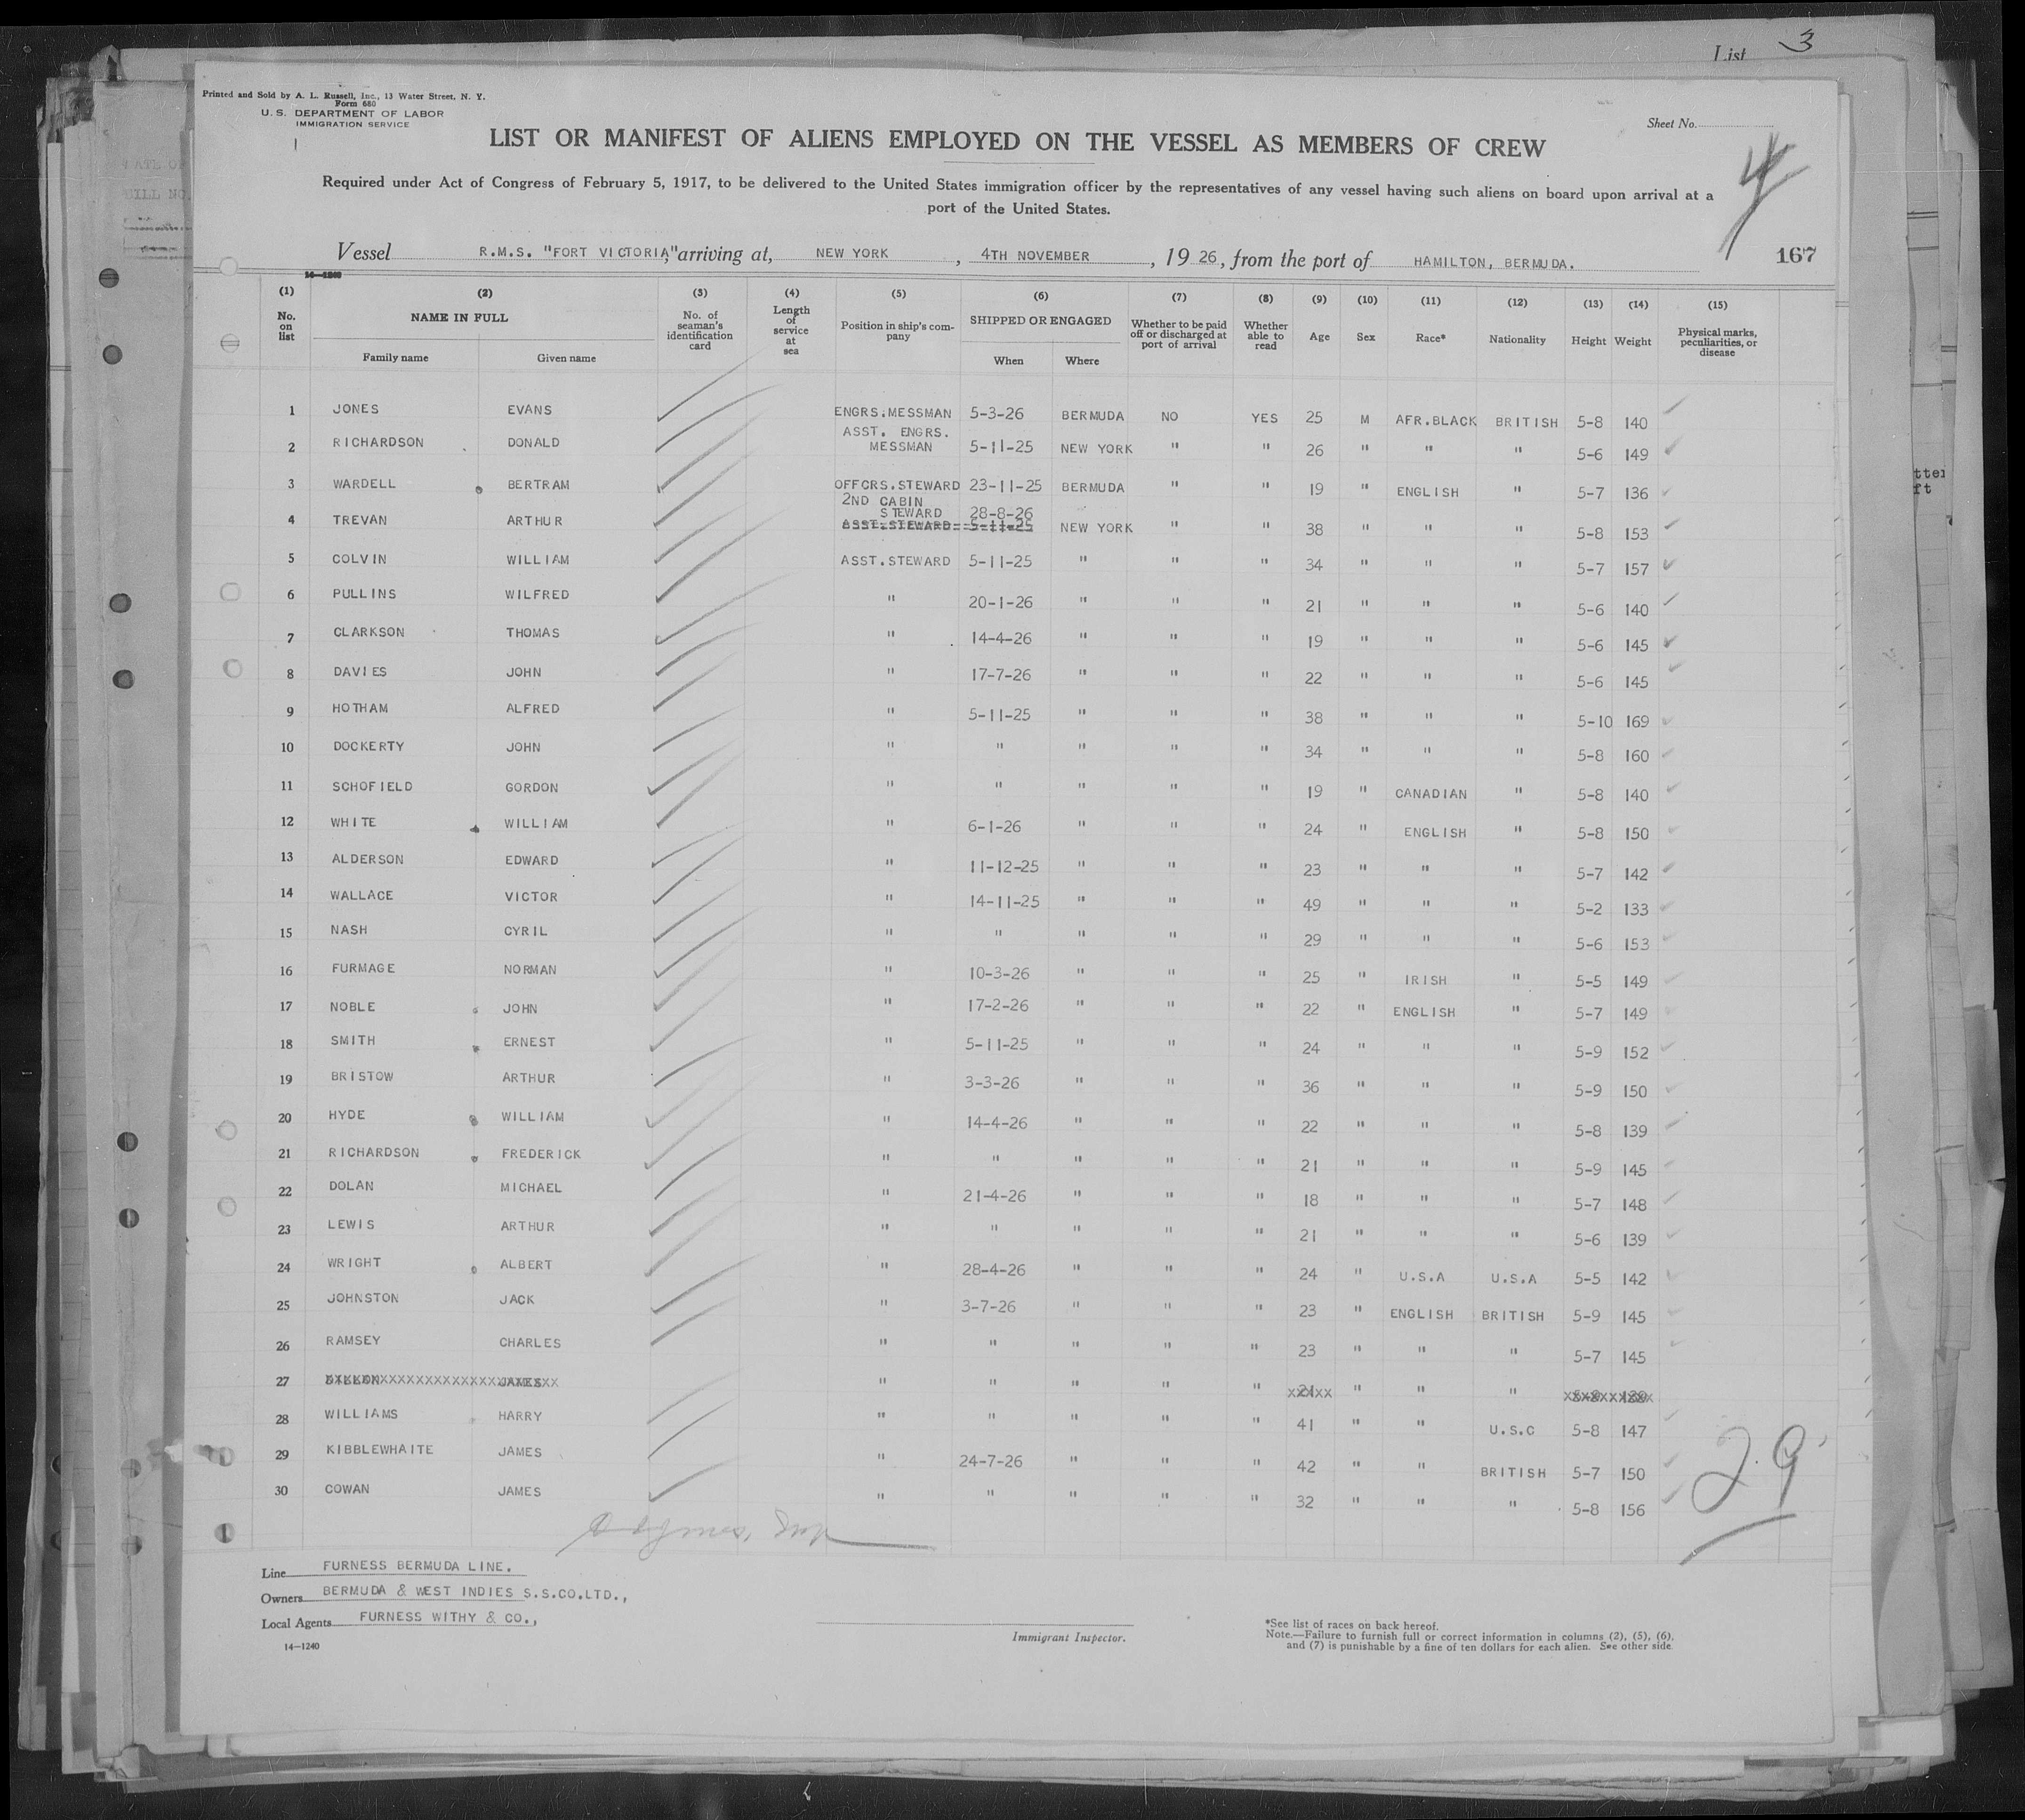 List 3
Printed and Sold by A. L. Russell, Inc., 13 Water Street, N. Y.
Form 680
U. S. DEPARTMENT OF LABOR
IMMIGRATION SERVICE
Sheet No.
4
LIST OR MANIFEST OF ALIENS EMPLOYED ON THE VESSEL AS MEMBERS OF CREW
Required under Act of Congress of February 5, 1917, to be delivered to the United States immigration officer by the representatives of any vessel having such aliens on board upon arrival at a
port of the United States.
Vessel R.M.S. "FORT VICTORIA," arriving at, NEW YORK , 4TH NOVEMBER , 19 26, from the port of HAMILTON, BERMUDA. 167
14—1240
(1) (2) (3) (4) (5) (6) (7) (8) (9) (10) (11) (12) (13) (14) (15)
No. on list NAME IN FULL Family name Given name No. of seaman's identification card Length of service at sea Position in ship's company SHIPPED OR ENGAGED When Where Whether to be paid off or discharged at port of arrival Whether able to read Age Sex Race* Nationality Height Weight Physical marks, peculiarities, or disease
1 JONES EVANS ENGRS.MESSMAN 5-3-26 BERMUDA NO YES 25 M AFR.BLACK BRITISH 5-8 140
2 RICHARDSON DONALD ASST. ENGRS. MESSMAN 5-11-25 NEW YORK " " 26 " " " 5-6 149
3 WARDELL BERTRAM OFFCRS.STEWARD 23-11-25 BERMUDA " " 19 " ENGLISH " 5-7 136
4 TREVAN ARTHUR 2ND CABIN STEWARD 28-8-26 ASST.STEWARD 5-11-25 NEW YORK " " 38 " " " 5-8 153
5 COLVIN WILLIAM ASST.STEWARD 5-11-25 " " " 34 " " " 5-7 157
6 PULLINS WILFRED " 20-1-26 " " " 21 " " " 5-6 140
7 CLARKSON THOMAS " 14-4-26 " " " 19 " " " 5-6 145
8 DAVIES JOHN " 17-7-26 " " " 22 " " " 5-6 145
9 HOTHAM ALFRED " 5-11-25 " " " 38 " " " 5-10 169
10 DOCKERTY JOHN " " " " " 34 " " " 5-8 160
11 SCHOFIELD GORDON " " " " " 19 " CANADIAN " 5-8 140
12 WHITE WILLIAM " 6-1-26 " " " 24 " ENGLISH " 5-8 150
13 ALDERSON EDWARD " 11-12-25 " " " 23 " " " 5-7 142
14 WALLACE VICTOR " 14-11-25 " " " 49 " " " 5-2 133
15 NASH CYRIL " " " " " 29 " " " 5-6 153
16 FURMAGE NORMAN " 10-3-26 " " " 25 " IRISH " 5-5 149
17 NOBLE JOHN " 17-2-26 " " " 22 " ENGLISH " 5-7 149
18 SMITH ERNEST " 5-11-25 " " " 24 " " " 5-9 152
19 BRISTOW ARTHUR " 3-3-26 " " " 36 " " " 5-9 150
20 HYDE WILLIAM " 14-4-26 " " " 22 " " " 5-8 139
21 RICHARDSON FREDERICK " " " " " 21 " " " 5-9 145
22 DOLAN MICHAEL " 21-4-26 " " " 18 " " " 5-7 148
23 LEWIS ARTHUR " " " " " 21 " " " 5-6 139
24 WRIGHT ALBERT " 28-4-26 " " " 24 " U.S.A U.S.A 5-5 142
25 JOHNSTON JACK " 3-7-26 " " " 23 " ENGLISH BRITISH 5-9 145
26 RAMSEY CHARLES " " " " " 23 " " " 5-7 145
27 JAMES " " " " " 21 " " "
28 WILLIAMS HARRY " " " " " 41 " " U.S.C 5-8 147
29 KIBBLEWHAITE JAMES " 24-7-26 " " " 42 " " BRITISH 5-7 150
30 COWAN JAMES " " " " " 32 " " " 5-8 156
29
Line FURNESS BERMUDA LINE.
Owners BERMUDA & WEST INDIES S.S.CO.LTD.,
Local Agents FURNESS WITHY & CO.,
14—1240
Immigrant Inspector.
*See list of races on back hereof.
Note.—Failure to furnish full or correct information in columns (2), (5), (6),
and (7) is punishable by a fine of ten dollars for each alien. See other side.